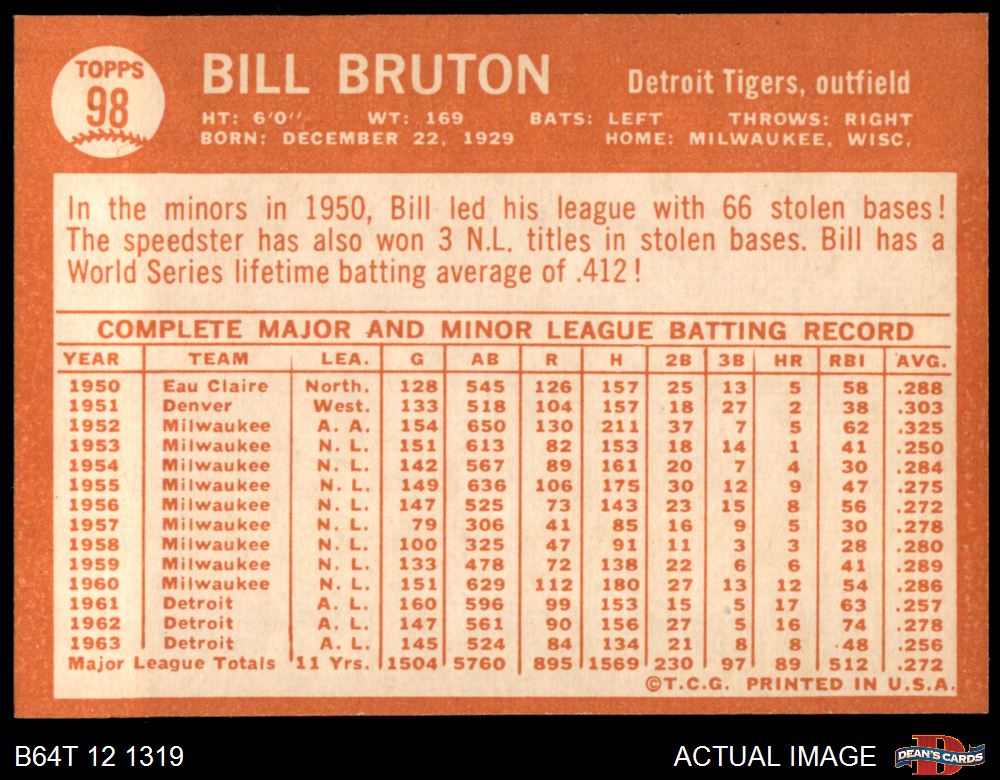 TOPPS
98
BILL BRUTON
Detroit Tigers, outfield
HT: 6'0" WT: 169 BATS: LEFT THROWS: RIGHT
BORN: DECEMBER 22, 1929 HOME: MILWAUKEE, WISC.
In the minors in 1950, Bill led his league with 66 stolen bases!
The speedster has also won 3 N.L. titles in stolen bases. Bill has a
World Series lifetime batting average of .412!
COMPLETE MAJOR AND MINOR LEAGUE BATTING RECORD
YEAR TEAM LEA. G AB R H 2B 3B HR RBI AVG.
1950 Eau Claire North. 128 545 126 157 25 13 5 58 .288
1951 Denver West. 133 518 104 157 18 27 2 38 .303
1952 Milwaukee A. A. 154 650 130 211 37 7 5 62 .325
1953 Milwaukee N. L. 151 613 82 153 18 14 1 41 .250
1954 Milwaukee N. L. 142 567 89 161 20 7 4 30 .284
1955 Milwaukee N. L. 149 636 106 175 30 12 9 47 .275
1956 Milwaukee N. L. 147 525 73 143 23 15 8 56 .272
1957 Milwaukee N. L. 79 306 41 85 16 9 5 30 .278
1958 Milwaukee N. L. 100 325 47 91 11 3 3 28 .280
1959 Milwaukee N. L. 133 478 72 138 22 6 6 41 .289
1960 Milwaukee N. L. 151 629 112 180 27 13 12 54 .286
1961 Detroit A. L. 160 596 99 153 15 5 17 63 .257
1962 Detroit A. L. 147 561 90 156 27 5 16 74 .278
1963 Detroit A. L. 145 524 84 134 21 8 8 48 .256
Major League Totals 11 Yrs. 1504 5760 895 1569 230 97 89 512 .272
©T.C.G. PRINTED IN U.S.A.
B64T 12 1319
ACTUAL IMAGE
DEAN'S CARDS